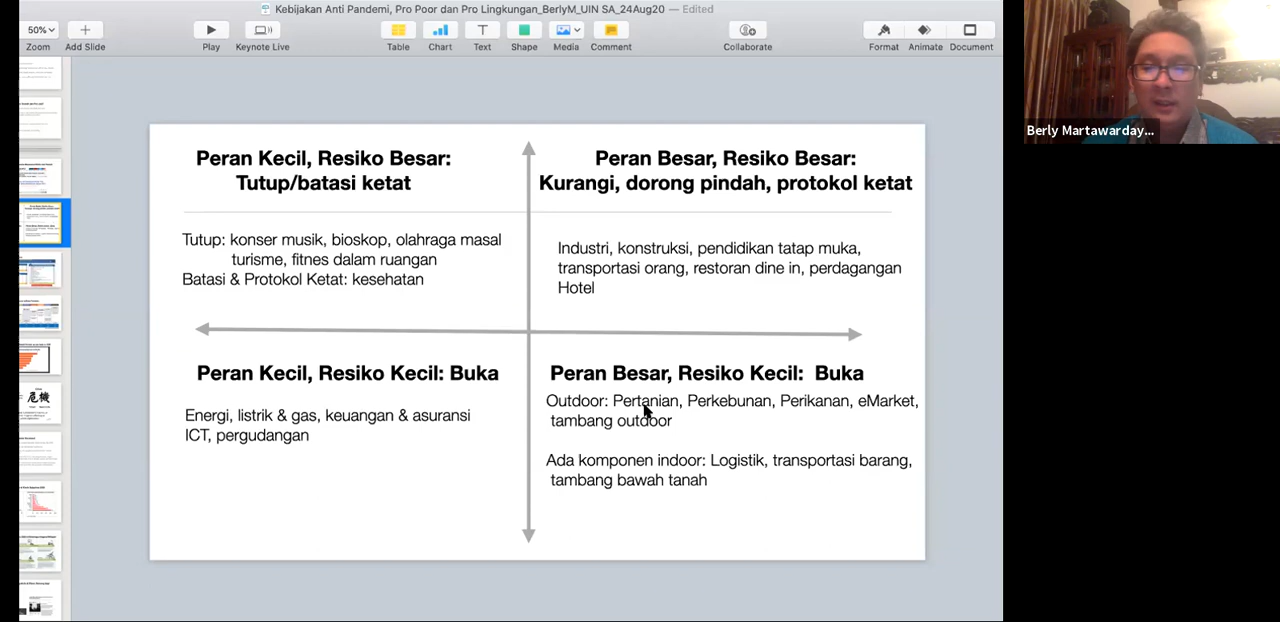 Kebijakan Anti Pandemi, Pro Poor dan Pro Lingkungan_BerlyM_UIN SA_24Aug20 — Edited
50%
Zoom
Add Slide
Play
Keynote Live
Table
Chart
Text
Shape
Media
Comment
Collaborate
Format
Animate
Document
Berly Martawarday...
Peran Kecil, Resiko Besar:
Tutup, batasi ketat
Peran Besar, Resiko Besar:
Kurangi, dorong pindah, protokol ket
Tutup: konser musik, bioskop, olahraga masal
turisme, fitnes dalam ruangan
Batasi & Protokol Ketat: kesehatan
Industri, konstruksi, pendidikan tatap muka,
transportasi orang, restoran dine in, perdagangan
Hotel
Peran Kecil, Resiko Kecil: Buka
Energi, listrik & gas, keuangan & asuransi
ICT, pergudangan
Peran Besar, Resiko Kecil: Buka
Outdoor: Pertanian, Perkebunan, Perikanan, eMarket,
tambang outdoor
Ada komponen indoor: Logistik, transportasi barang,
tambang bawah tanah
危機